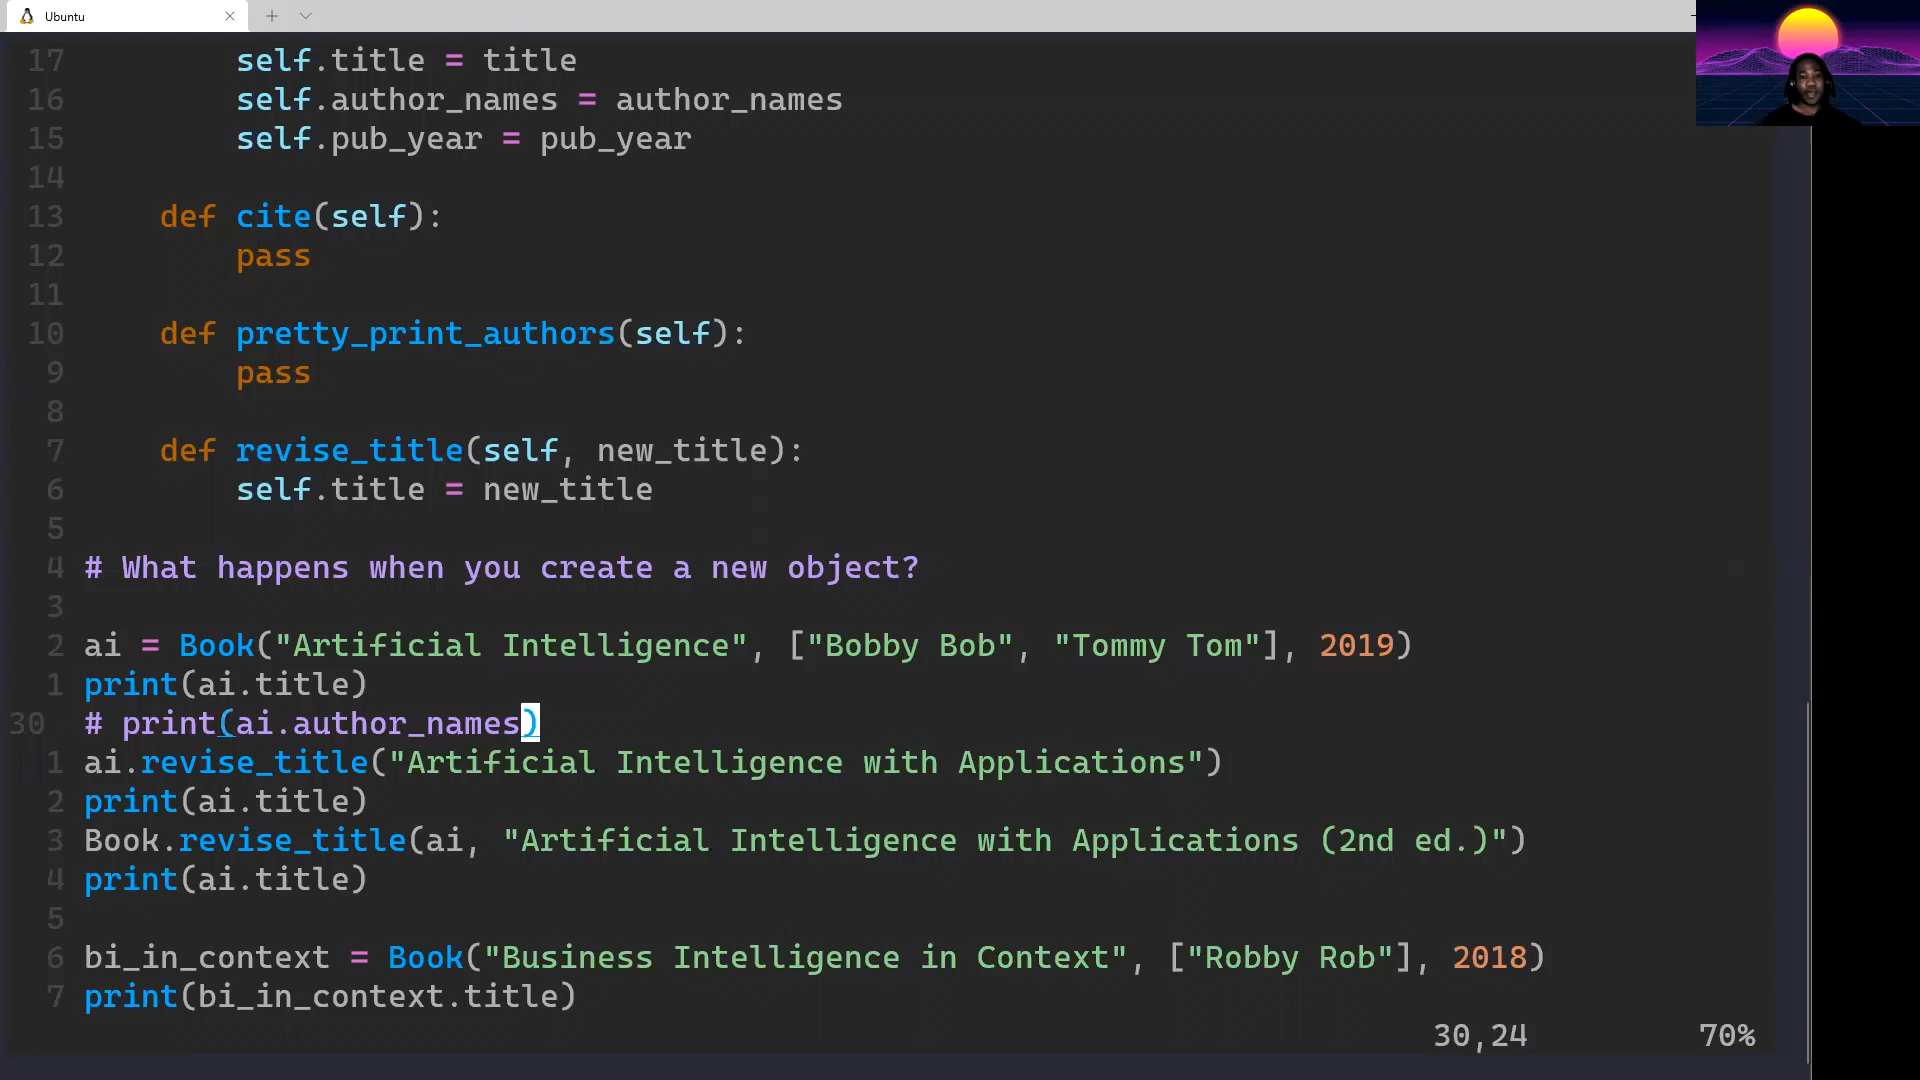 Ubuntu
17 self.title = title
16 self.author_names = author_names
15 self.pub_year = pub_year
14
13 def cite(self):
12 pass
11
10 def pretty_print_authors(self):
9 pass
8
7 def revise_title(self, new_title):
6 self.title = new_title
5
4 # What happens when you create a new object?
3
2 ai = Book("Artificial Intelligence", ["Bobby Bob", "Tommy Tom"], 2019)
1 print(ai.title)
30 # print(ai.author_names)
1 ai.revise_title("Artificial Intelligence with Applications")
2 print(ai.title)
3 Book.revise_title(ai, "Artificial Intelligence with Applications (2nd ed.)")
4 print(ai.title)
5
6 bi_in_context = Book("Business Intelligence in Context", ["Robby Rob"], 2018)
7 print(bi_in_context.title)
30,24 70%